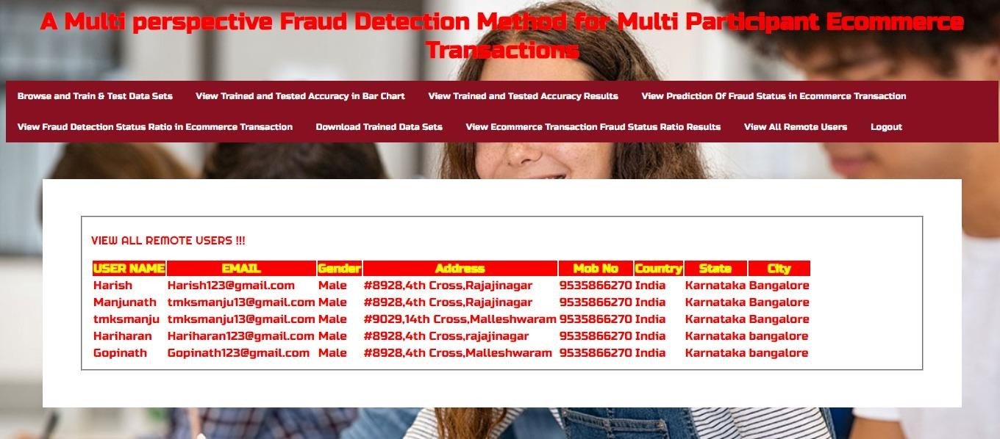 A Multi perspective Fraud Detection Method for Multi Participant Ecommerce
Transactions
Browse and Train & Test Data Sets View Trained and Tested Accuracy in Bar Chart View Trained and Tested Accuracy Results View Prediction Of Fraud Status in Ecommerce Transaction
View Fraud Detection Status Ratio in Ecommerce Transaction Download Trained Data Sets View Ecommerce Transaction Fraud Status Ratio Results View All Remote Users Logout
VIEW ALL REMOTE USERS !!!
USER NAME EMAIL Gender Address Mob No Country State City
Harish Harish123@gmail.com Male #8928,4th Cross,Rajajinagar 9535866270 India Karnataka Bangalore
Manjunath tmksmanju13@gmail.com Male #8928,4th Cross,Rajajinagar 9535866270 India Karnataka Bangalore
tmksmanju tmksmanju13@gmail.com Male #9029,14th Cross,Malleshwaram 9535866270 India Karnataka Bangalore
Hariharan Hariharan123@gmail.com Male #8928,4th Cross,rajajinagar 9535866270 India Karnataka bangalore
Gopinath Gopinath123@gmail.com Male #8928,4th Cross,Malleshwaram 9535866270 India Karnataka bangalore